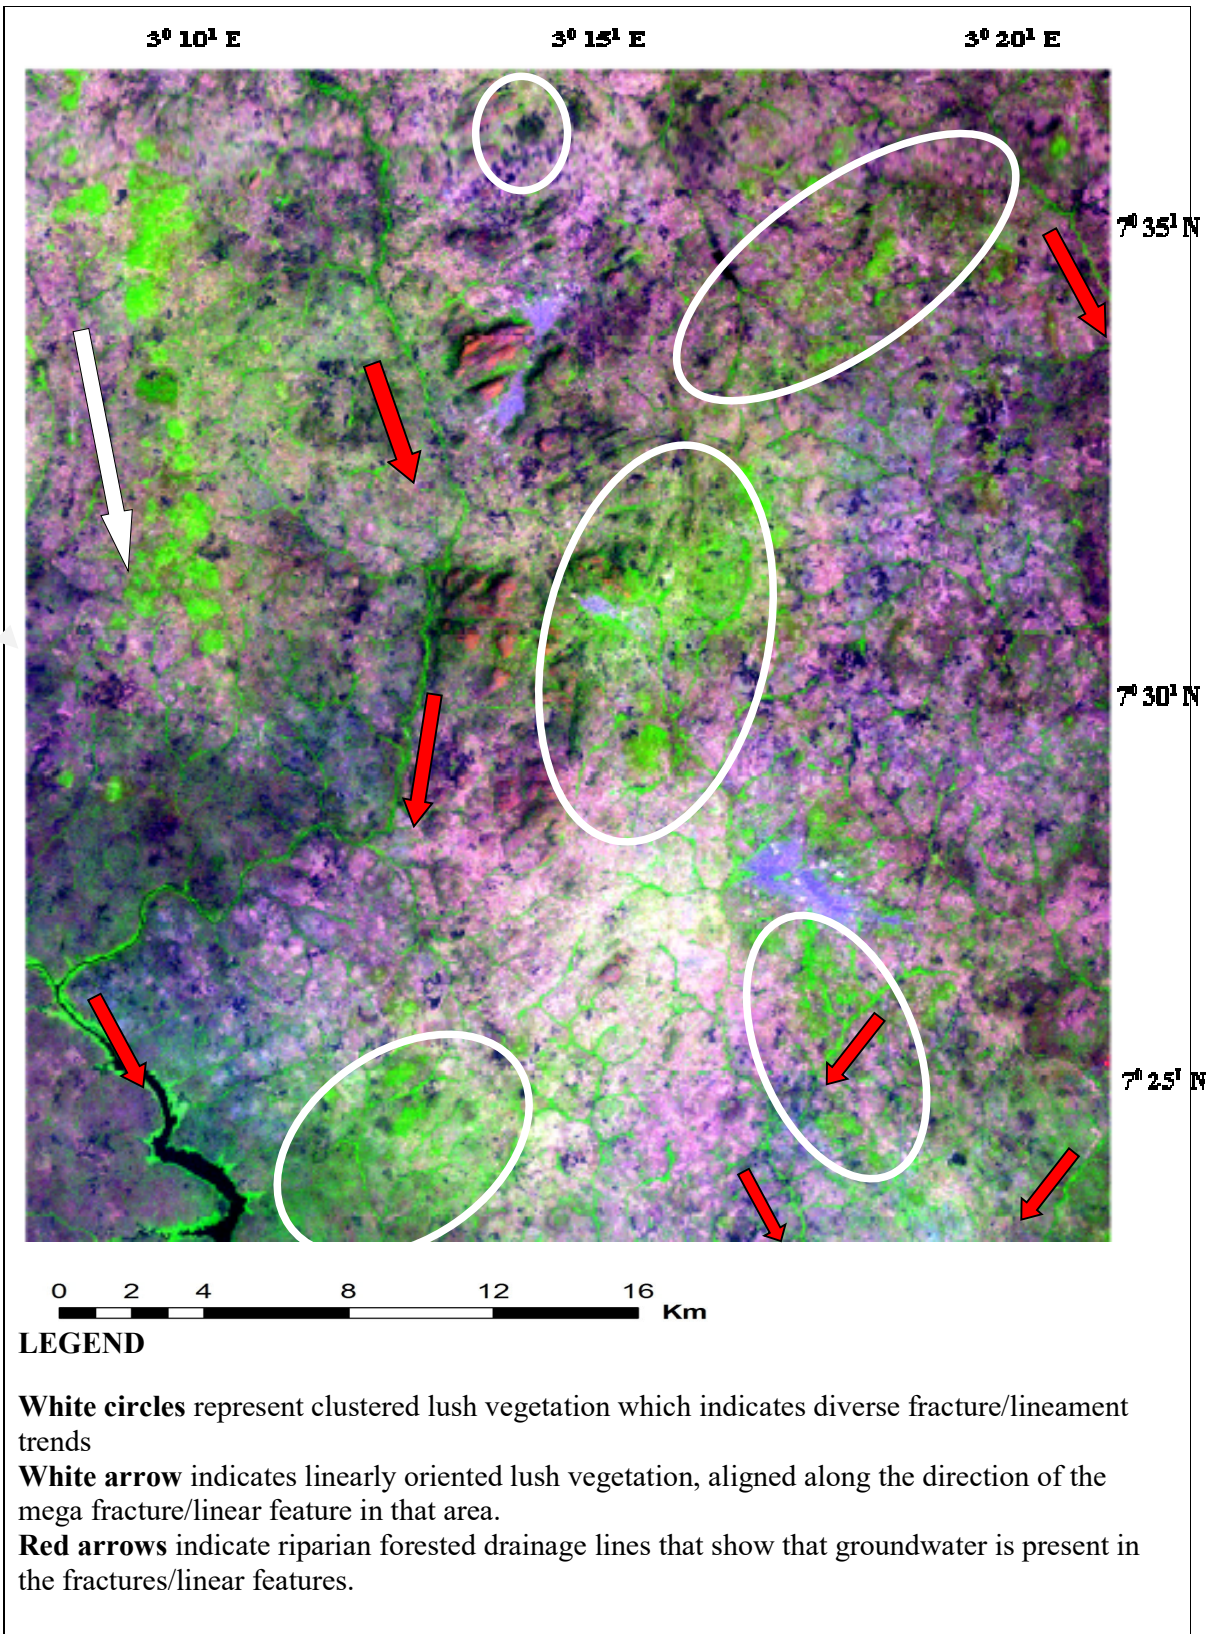 3⁰ 10¹ E 3⁰ 15¹ E 3⁰ 20¹ E
7⁰ 35¹ N
7⁰ 30¹ N
7⁰ 25¹ N
0 2 4 8 12 16 Km
LEGEND
White circles represent clustered lush vegetation which indicates diverse fracture/lineament
trends
White arrow indicates linearly oriented lush vegetation, aligned along the direction of the
mega fracture/linear feature in that area.
Red arrows indicate riparian forested drainage lines that show that groundwater is present in
the fractures/linear features.